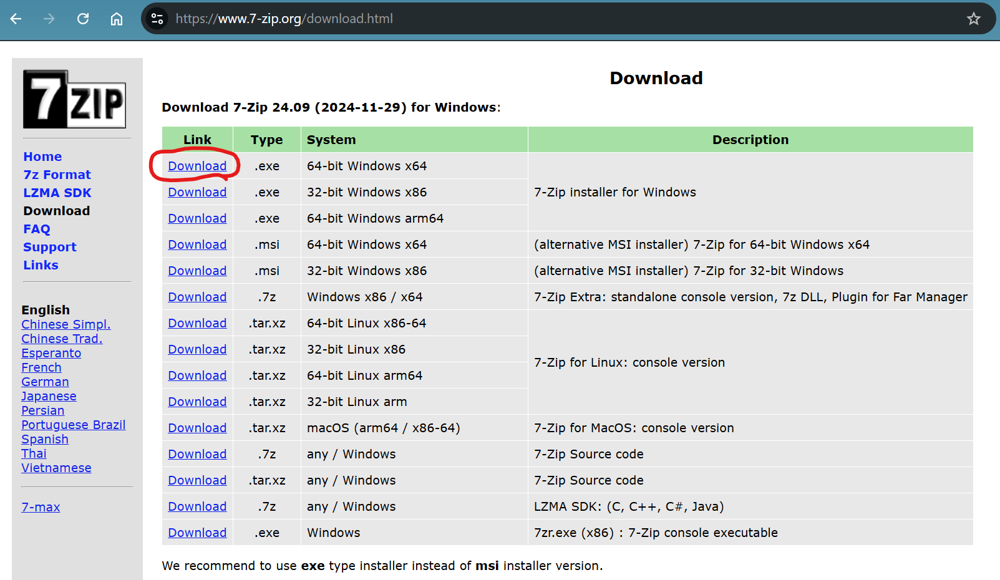 https://www.7-zip.org/download.html
7ZIP
Home
7z Format
LZMA SDK
Download
FAQ
Support
Links
English
Chinese Simpl.
Chinese Trad.
Esperanto
French
German
Japanese
Persian
Portuguese Brazil
Spanish
Thai
Vietnamese
7-max
Download
Download 7-Zip 24.09 (2024-11-29) for Windows:
Link Type System Description
Download .exe 64-bit Windows x64
Download .exe 32-bit Windows x86 7-Zip installer for Windows
Download .exe 64-bit Windows arm64
Download .msi 64-bit Windows x64 (alternative MSI installer) 7-Zip for 64-bit Windows x64
Download .msi 32-bit Windows x86 (alternative MSI installer) 7-Zip for 32-bit Windows
Download .7z Windows x86 / x64 7-Zip Extra: standalone console version, 7z DLL, Plugin for Far Manager
Download .tar.xz 64-bit Linux x86-64
Download .tar.xz 32-bit Linux x86
7-Zip for Linux: console version
Download .tar.xz 64-bit Linux arm64
Download .tar.xz 32-bit Linux arm
Download .tar.xz macOS (arm64 / x86-64) 7-Zip for MacOS: console version
Download .7z any / Windows 7-Zip Source code
Download .tar.xz any / Windows 7-Zip Source code
Download .7z any / Windows LZMA SDK: (C, C++, C#, Java)
Download .exe Windows 7zr.exe (x86) : 7-Zip console executable
We recommend to use exe type installer instead of msi installer version.